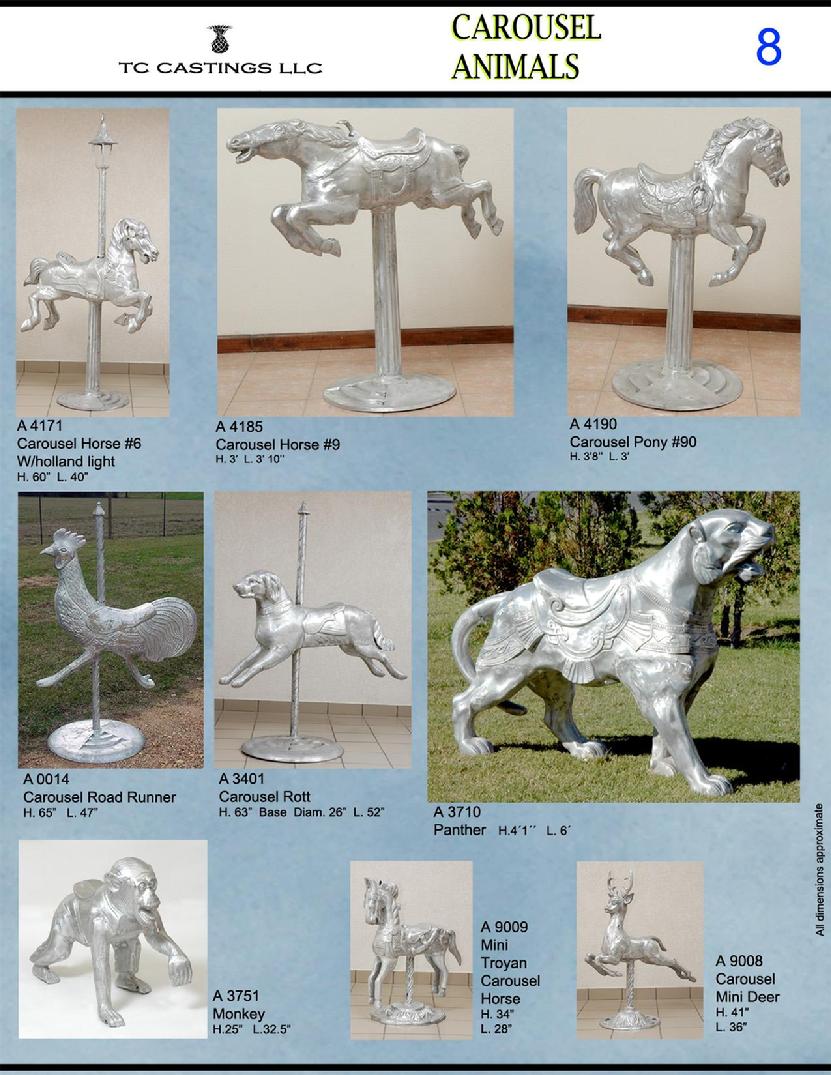 TC CASTINGS LLC
CAROUSEL
ANIMALS
8
A 4171
Carousel Horse #6
W/holland light
H. 60" L. 40"
A 4185
Carousel Horse #9
H. 3' L. 3' 10"
A 4190
Carousel Pony #90
H. 3'8" L. 3'
A 0014
Carousel Road Runner
H. 65" L. 47"
A 3401
Carousel Rott
H. 63" Base Diam. 26" L. 52"
A 3710
Panther H.4´1´´ L. 6´
A 3751
Monkey
H.25" L.32.5"
A 9009
Mini
Troyan
Carousel
Horse
H. 34"
L. 28"
A 9008
Carousel
Mini Deer
H. 41"
L. 36"
All dimensions approximate